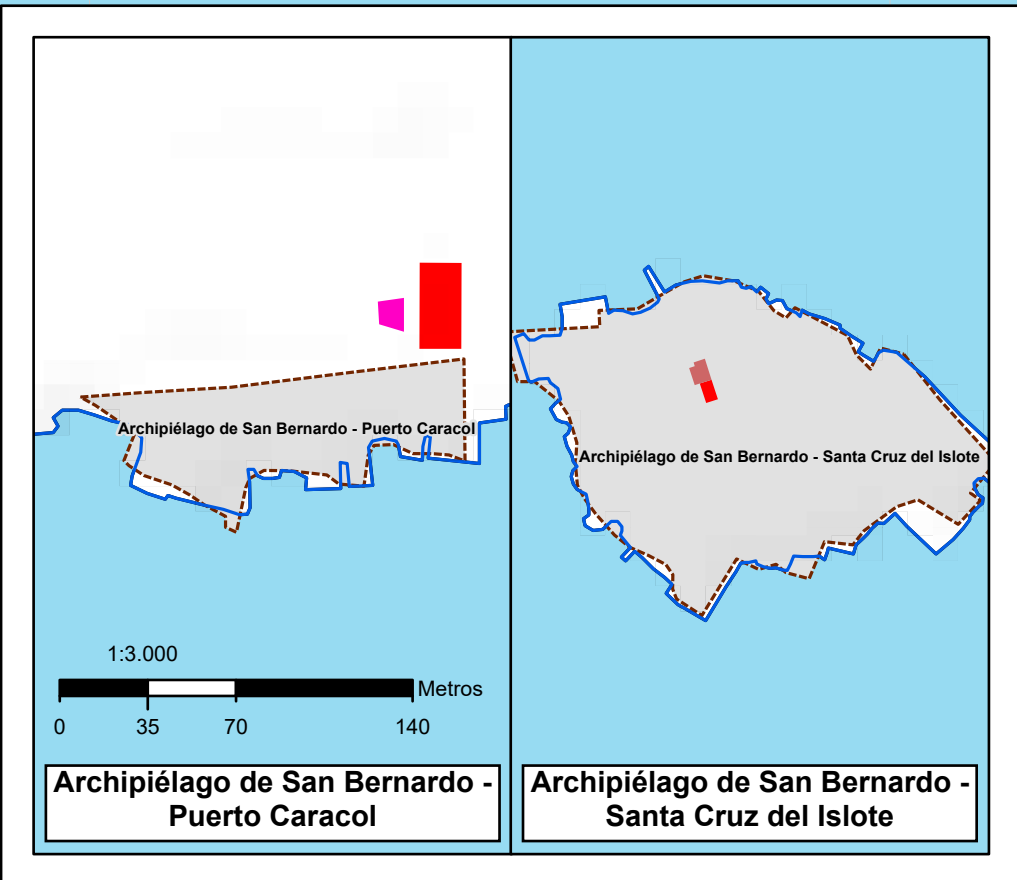 Archipiélago de San Bernardo - Puerto Caracol
Archipiélago de San Bernardo - Santa Cruz del Islote
1:3.000
Metros
0 35 70 140
Archipiélago de San Bernardo -
Puerto Caracol
Archipiélago de San Bernardo -
Santa Cruz del Islote